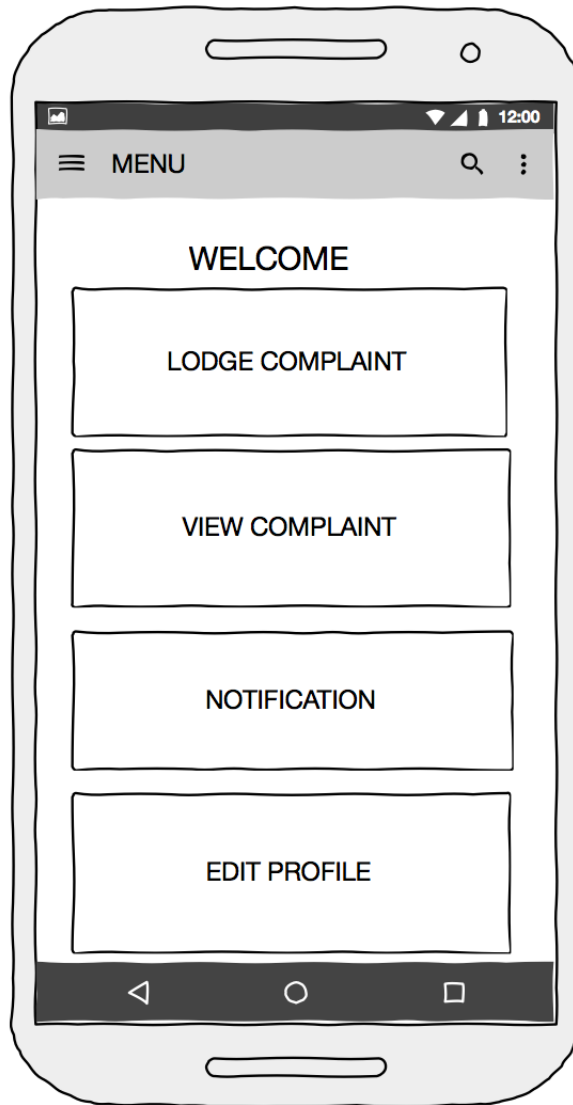 12:00
MENU
WELCOME
LODGE COMPLAINT
VIEW COMPLAINT
NOTIFICATION
EDIT PROFILE